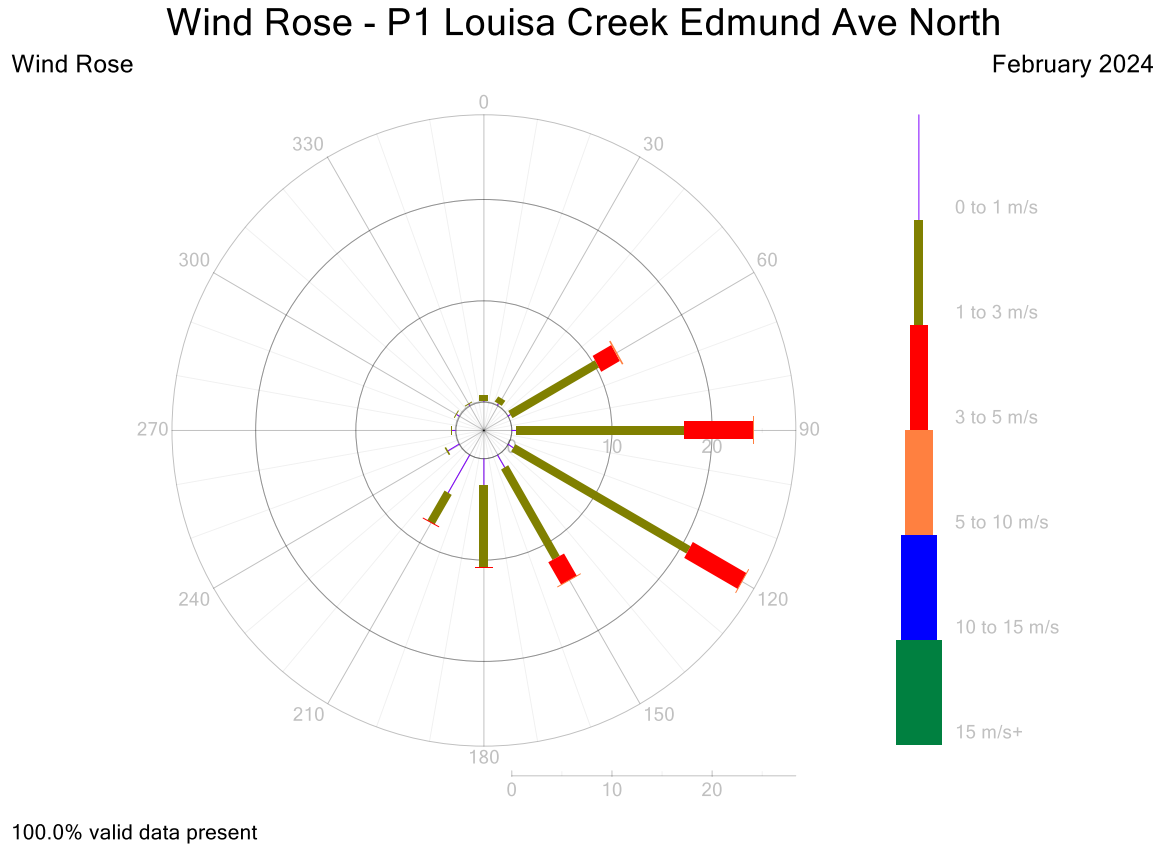 Wind Rose - P1 Louisa Creek Edmund Ave North
Wind Rose
February 2024
0
330
30
300
60
270
0
10
20
90
240
120
210
150
180
0
10
20
0 to 1 m/s
1 to 3 m/s
3 to 5 m/s
5 to 10 m/s
10 to 15 m/s
15 m/s+
100.0% valid data present